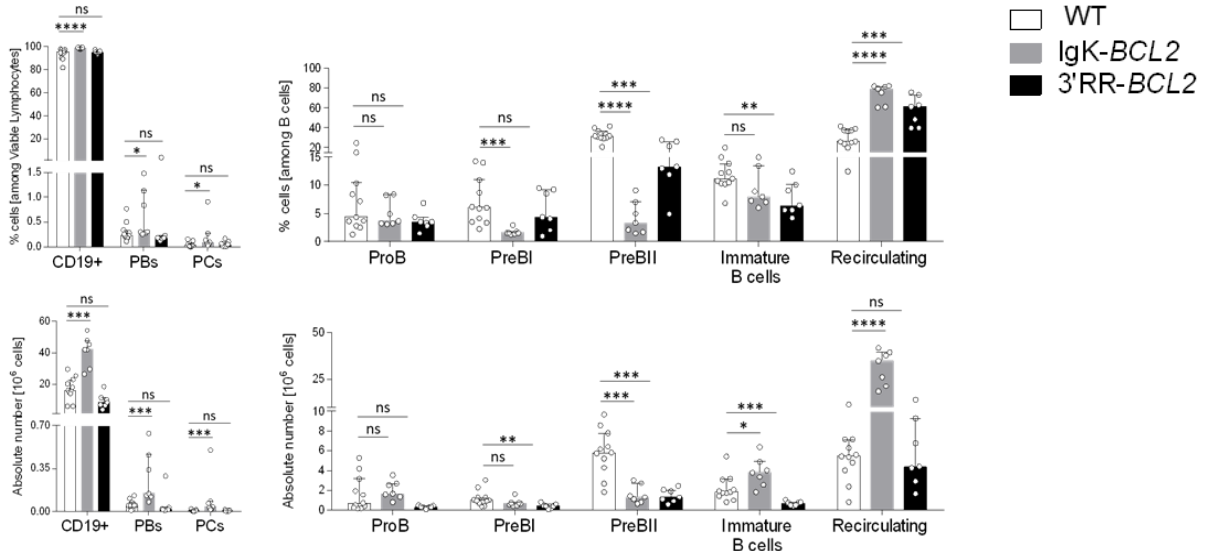 WT
IgK-BCL2
3'RR-BCL2
% cells [among Viable Lymphocytes]
100
80
60
40
20
1.5
1.0
0.5
0.0
ns
****
ns
*
ns
*
CD19+ PBs PCs
% cells [among B cells]
100
80
60
40
20
15
10
5
0
ns
ns
ns
***
***
****
**
ns
***
****
ProB PreBI PreBII Immature B cells Recirculating
Absolute number [10⁶ cells]
60
40
20
0.70
0.35
0.00
ns
***
ns
***
ns
***
CD19+ PBs PCs
Absolute number [10⁶ cells]
50
25
10
8
6
4
2
0
ns
ns
**
ns
***
***
***
*
ns
****
ProB PreBI PreBII Immature B cells Recirculating